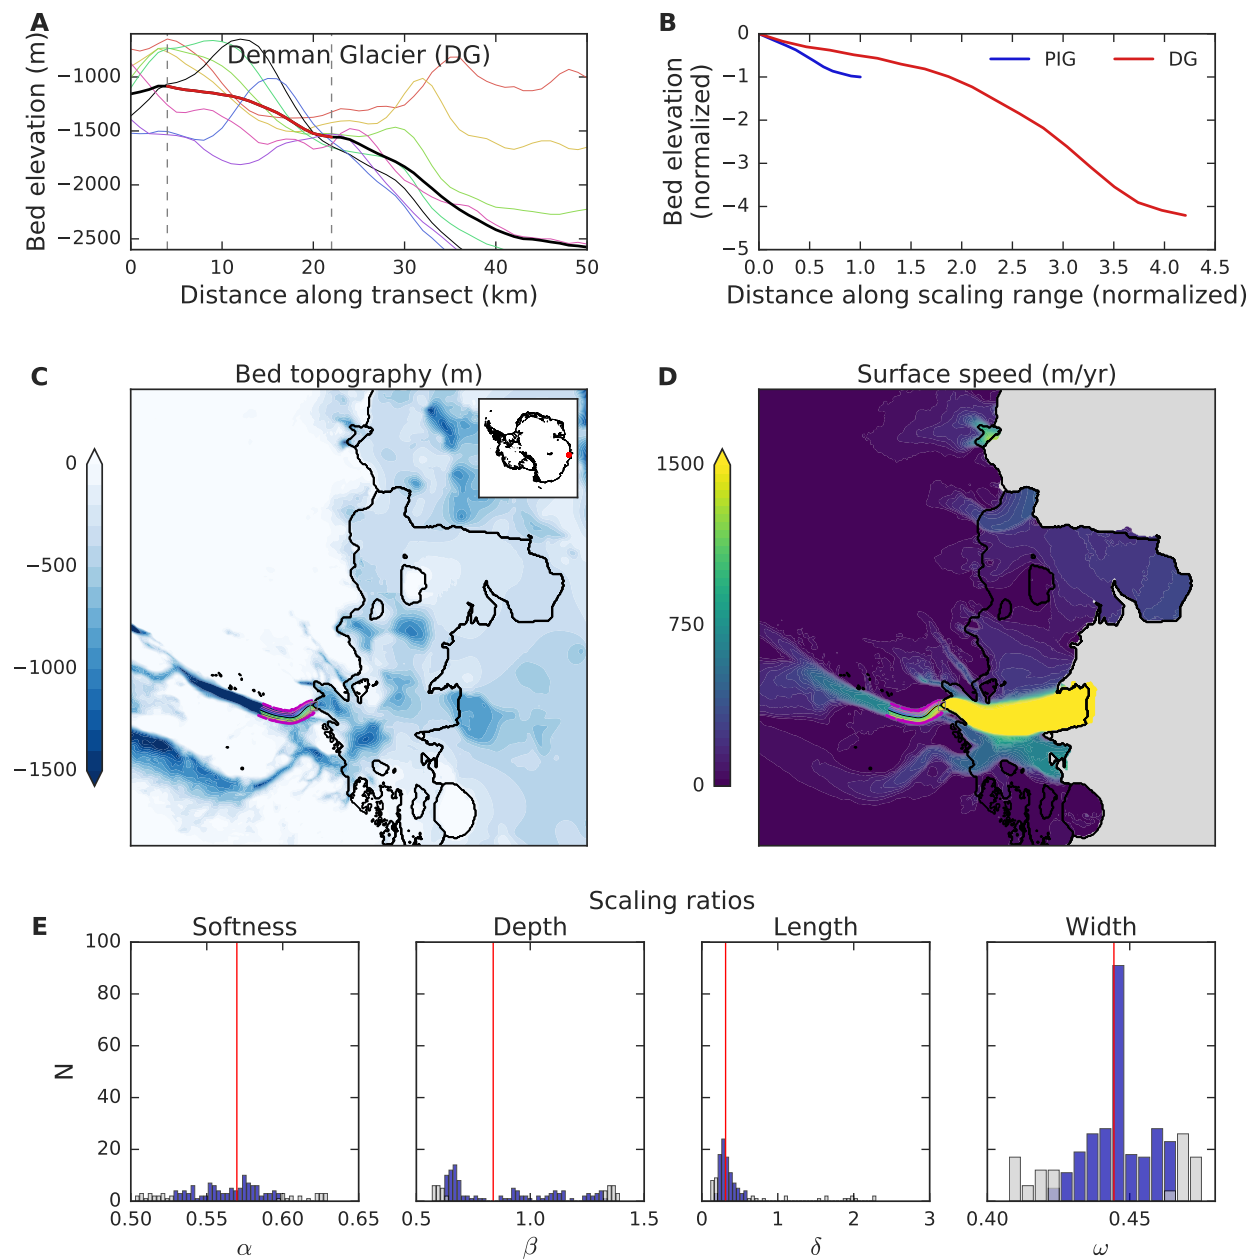 A
Denman Glacier (DG)
Bed elevation (m)
−1000
−1500
−2000
−2500
0 10 20 30 40 50
Distance along transect (km)
B
PIG DG
Bed elevation
(normalized)
0
−1
−2
−3
−4
−5
0.0 0.5 1.0 1.5 2.0 2.5 3.0 3.5 4.0 4.5
Distance along scaling range (normalized)
C
Bed topography (m)
0
−500
−1000
−1500
D
Surface speed (m/yr)
1500
750
0
Scaling ratios
E
Softness Depth Length Width
N
100
80
60
40
20
0
0.50 0.55 0.60 0.65
α
0.5 1.0 1.5
β
0 1 2 3
δ
0.40 0.45
ω